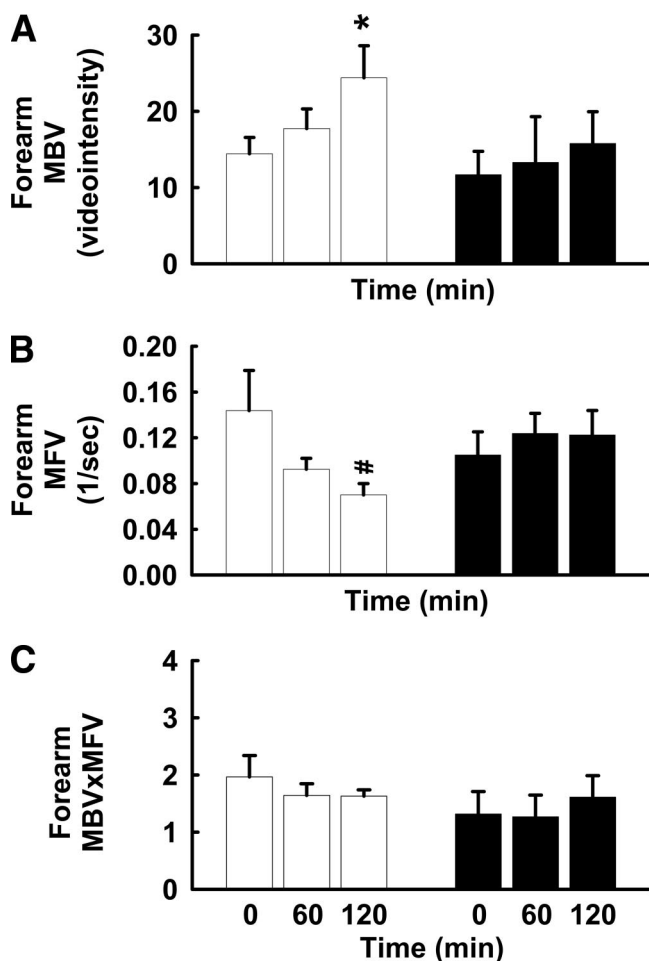 A
Forearm
MBV
(videointensity)
30
20
10
0
*
Time (min)
B
Forearm
MFV
(1/sec)
0.20
0.16
0.12
0.08
0.04
0.00
#
Time (min)
C
Forearm
MBVxMFV
4
3
2
1
0
0 60 120 0 60 120
Time (min)